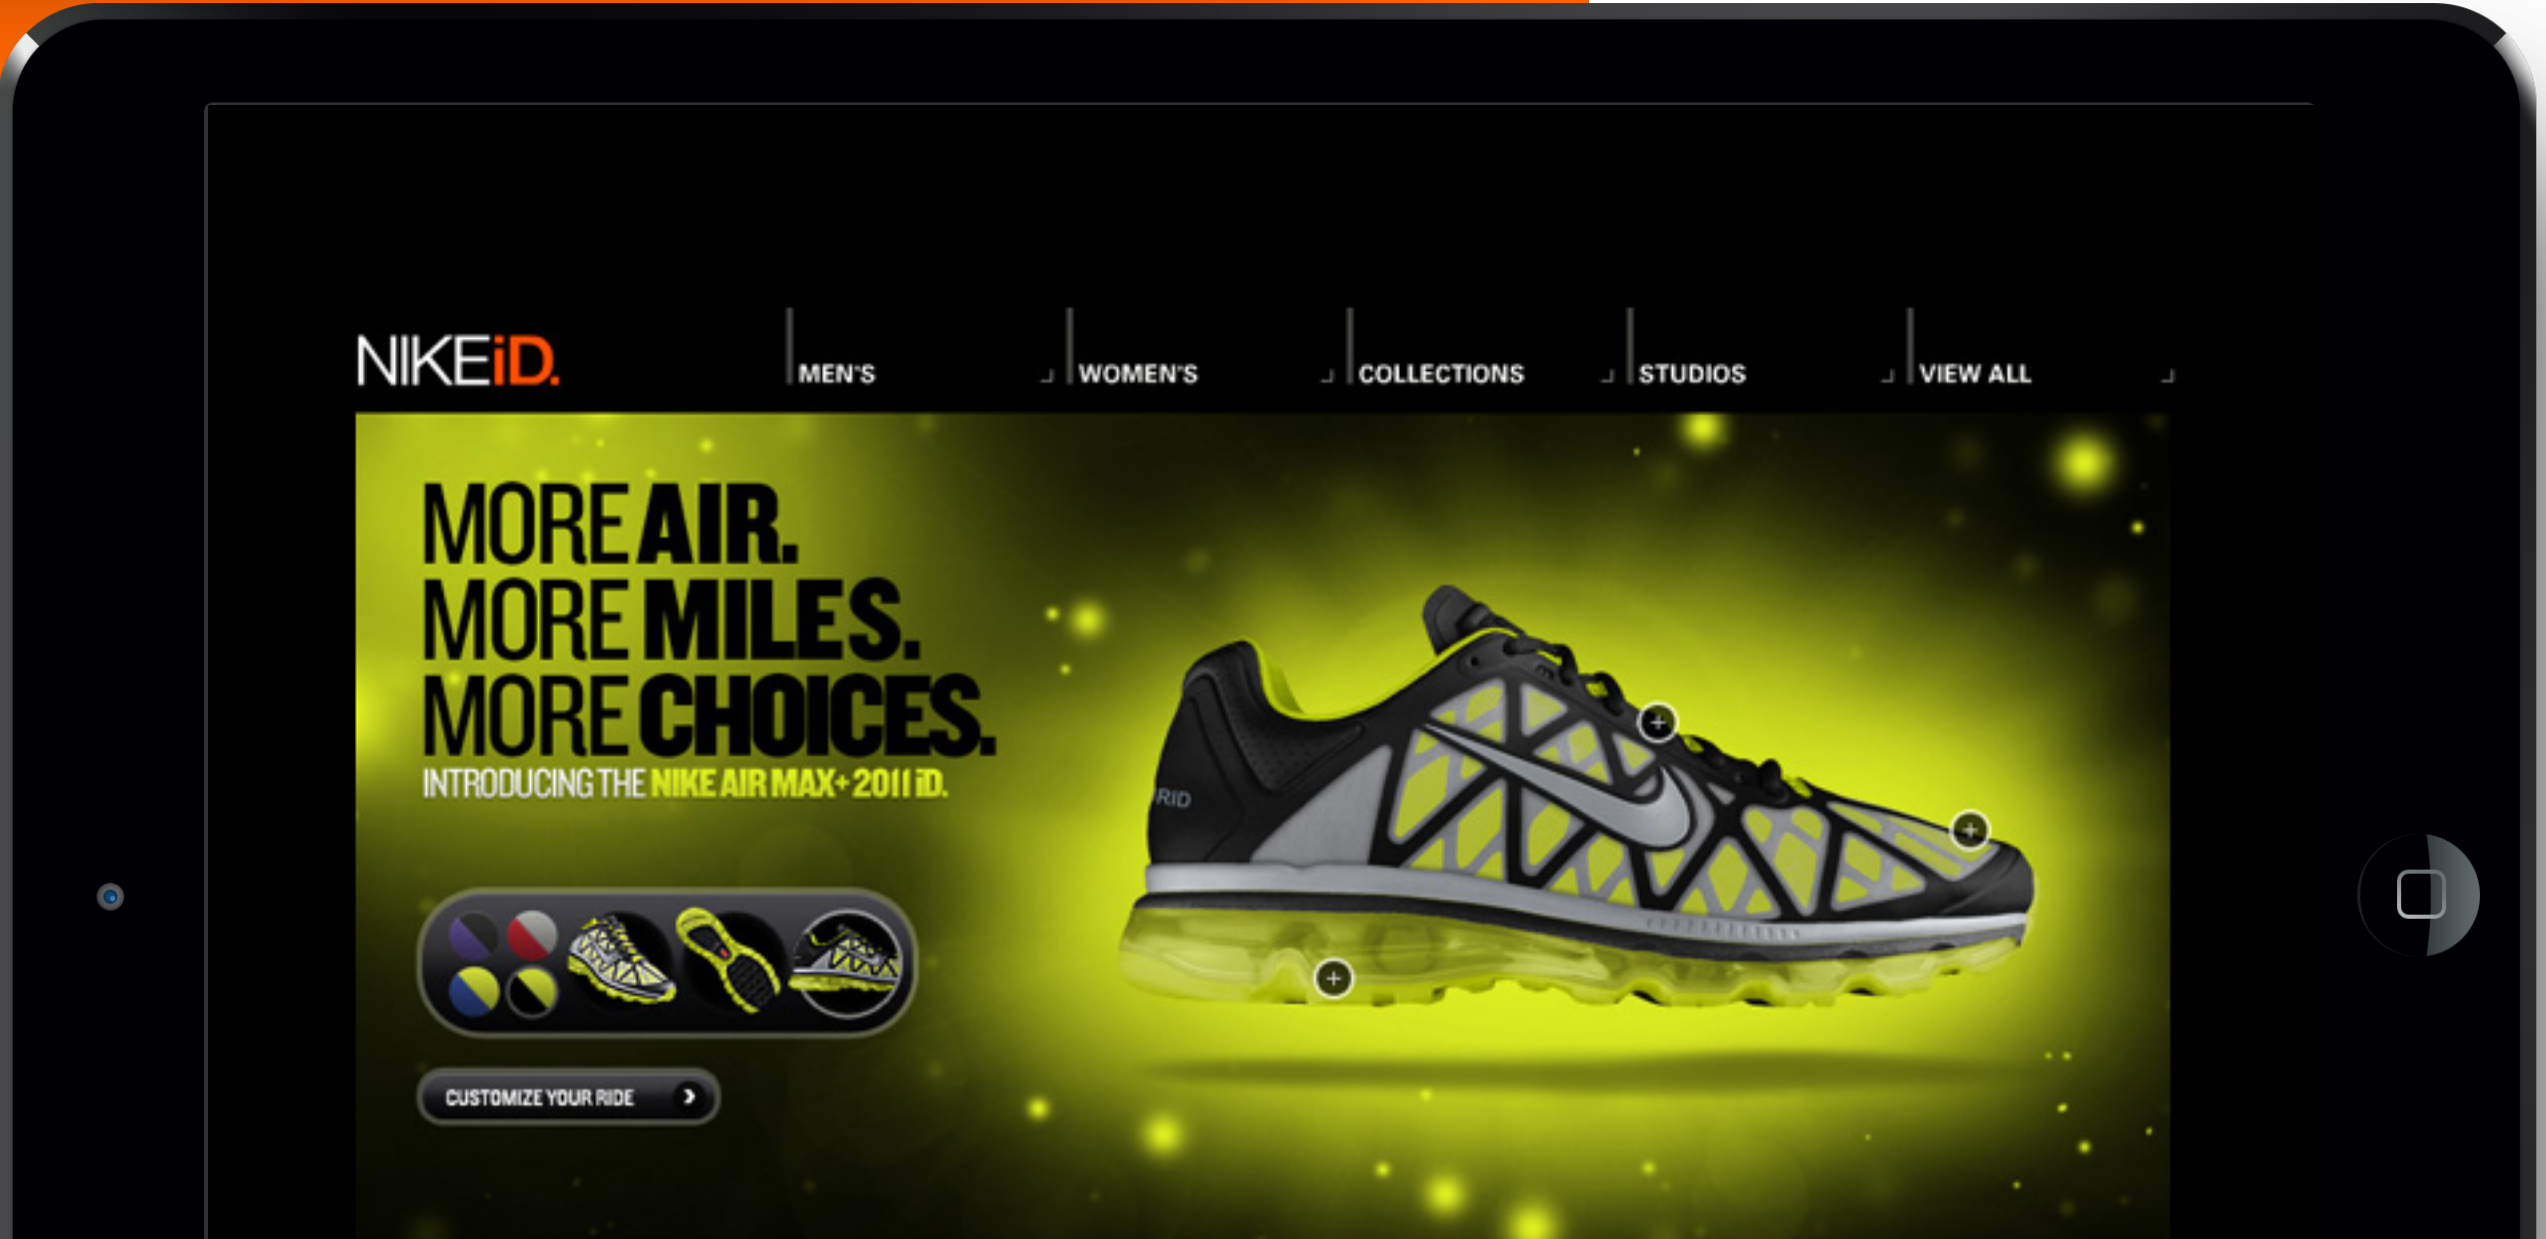 NIKEiD.
MEN'S
WOMEN'S
COLLECTIONS
STUDIOS
VIEW ALL
MORE AIR.
MORE MILES.
MORE CHOICES.
INTRODUCING THE NIKE AIR MAX+ 2011 iD.
RID
CUSTOMIZE YOUR RIDE